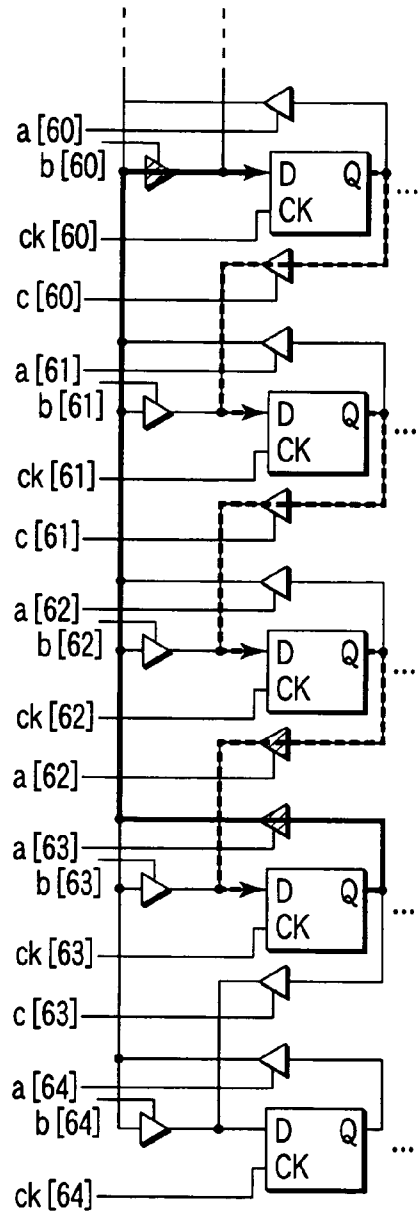 a [60]
b [60]
D Q
...
CK
ck [60]
c [60]
a [61]
b [61]
D Q
...
CK
ck [61]
c [61]
a [62]
b [62]
D Q
...
CK
ck [62]
a [62]
a [63]
b [63]
D Q
...
CK
ck [63]
c [63]
a [64]
b [64]
D Q
...
CK
ck [64]